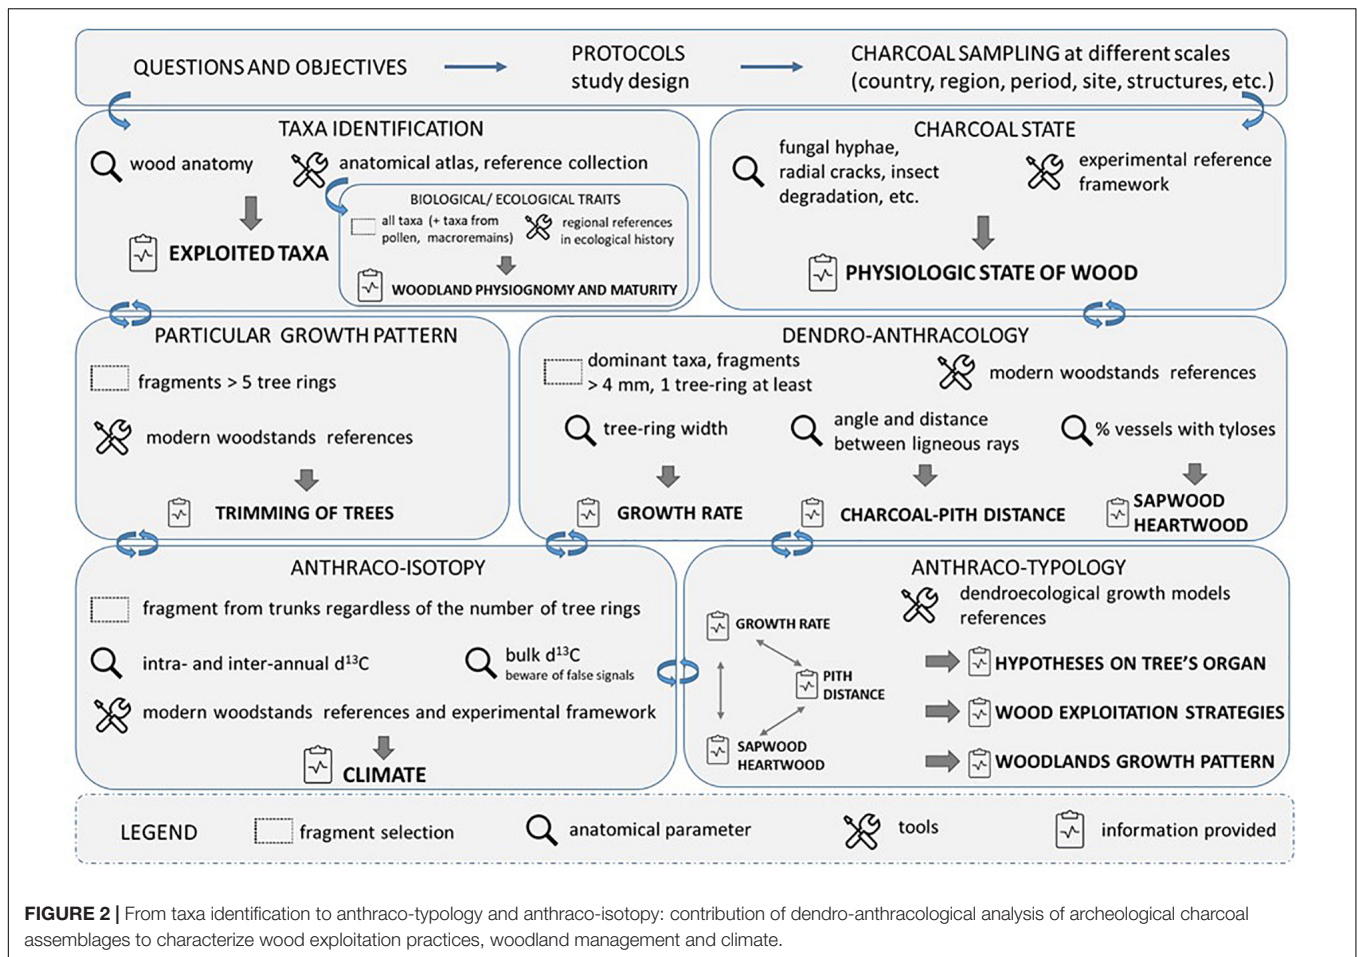 QUESTIONS AND OBJECTIVES
PROTOCOLS
study design
CHARCOAL SAMPLING at different scales
(country, region, period, site, structures, etc.)
TAXA IDENTIFICATION
wood anatomy
anatomical atlas, reference collection
EXPLOITED TAXA
BIOLOGICAL/ ECOLOGICAL TRAITS
all taxa (+ taxa from
pollen, macroremains)
regional references
in ecological history
WOODLAND PHYSIOGNOMY AND MATURITY
CHARCOAL STATE
fungal hyphae,
radial cracks, insect
degradation, etc.
experimental reference
framework
PHYSIOLOGIC STATE OF WOOD
PARTICULAR GROWTH PATTERN
fragments > 5 tree rings
modern woodstands references
TRIMMING OF TREES
DENDRO-ANTHRACOLOGY
dominant taxa, fragments
> 4 mm, 1 tree-ring at least
modern woodstands references
tree-ring width
angle and distance
between ligneous rays
% vessels with tyloses
GROWTH RATE
CHARCOAL-PITH DISTANCE
SAPWOOD
HEARTWOOD
ANTHRACO-ISOTOPY
fragment from trunks regardless of the number of tree rings
intra- and inter-annual d¹³C
bulk d¹³C
beware of false signals
modern woodstands references and experimental framework
CLIMATE
ANTHRACO-TYPOLOGY
dendroecological growth models
references
GROWTH RATE
PITH
DISTANCE
SAPWOOD
HEARTWOOD
HYPOTHESES ON TREE'S ORGAN
WOOD EXPLOITATION STRATEGIES
WOODLANDS GROWTH PATTERN
LEGEND
fragment selection
anatomical parameter
tools
information provided
FIGURE 2 | From taxa identification to anthraco-typology and anthraco-isotopy: contribution of dendro-anthracological analysis of archeological charcoal
assemblages to characterize wood exploitation practices, woodland management and climate.